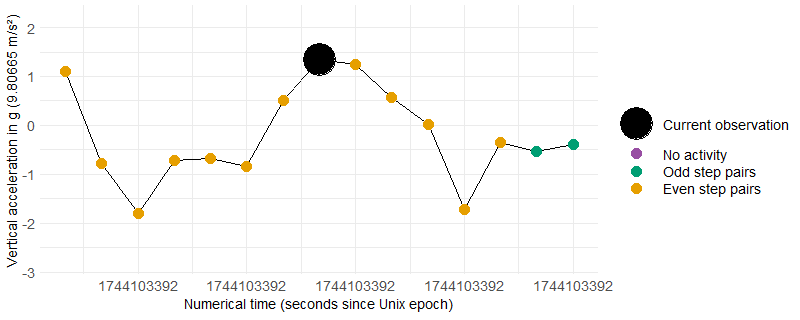 Vertical acceleration in g (9.80665 m/s²)
2
1
0
-1
-2
-3
1744103392 1744103392 1744103392 1744103392 1744103392
Numerical time (seconds since Unix epoch)
Current observation
No activity
Odd step pairs
Even step pairs